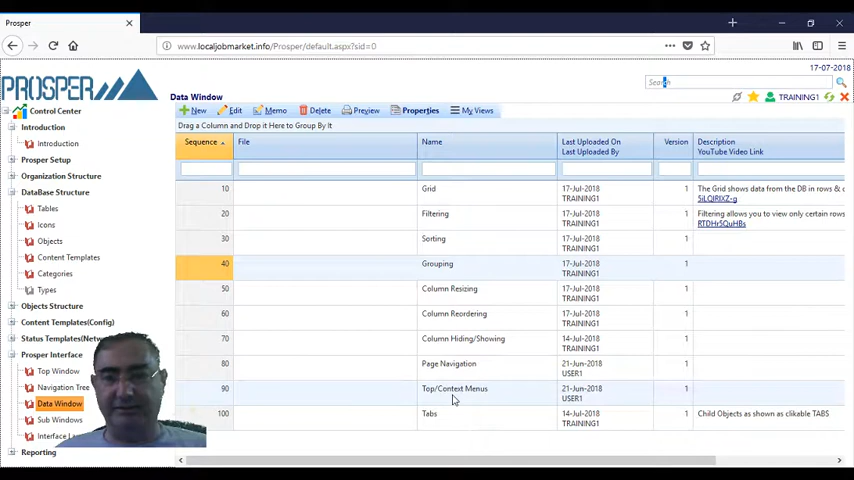 Prosper
www.localjobmarket.info/Prosper/default.aspx?sid=0
17-07-2018
PROSPER
Search
Data Window
TRAINING1
New Edit Memo Delete Preview Properties My Views
Drag a Column and Drop it Here to Group By It
Sequence File Name Last Uploaded On Version Description
Last Uploaded By YouTube Video Link
10 Grid 17-Jul-2018 1 The Grid shows data from the DB in rows &
TRAINING1 5iLQIRIXZ-g
20 Filtering 17-Jul-2018 1 Filtering allows you to view only certain rows
TRAINING1 RTDHr5QuHBs
30 Sorting 17-Jul-2018 1
TRAINING1
40 Grouping 17-Jul-2018 1
TRAINING1
50 Column Resizing 17-Jul-2018 1
TRAINING1
60 Column Reordering 17-Jul-2018 1
TRAINING1
70 Column Hiding/Showing 14-Jul-2018 1
TRAINING1
80 Page Navigation 21-Jun-2018 1
USER1
90 Top/Context Menus 21-Jun-2018 1
USER1
100 Tabs 14-Jul-2018 1 Child Objects as shown as clikable TABS
TRAINING1
Control Center
Introduction
Introduction
Prosper Setup
Organization Structure
DataBase Structure
Tables
Icons
Objects
Content Templates
Categories
Types
Objects Structure
Content Templates(Config)
Status Templates(Netw
Prosper Interface
Top Window
Navigation Tree
Data Window
Sub Windows
Interface
Reporting